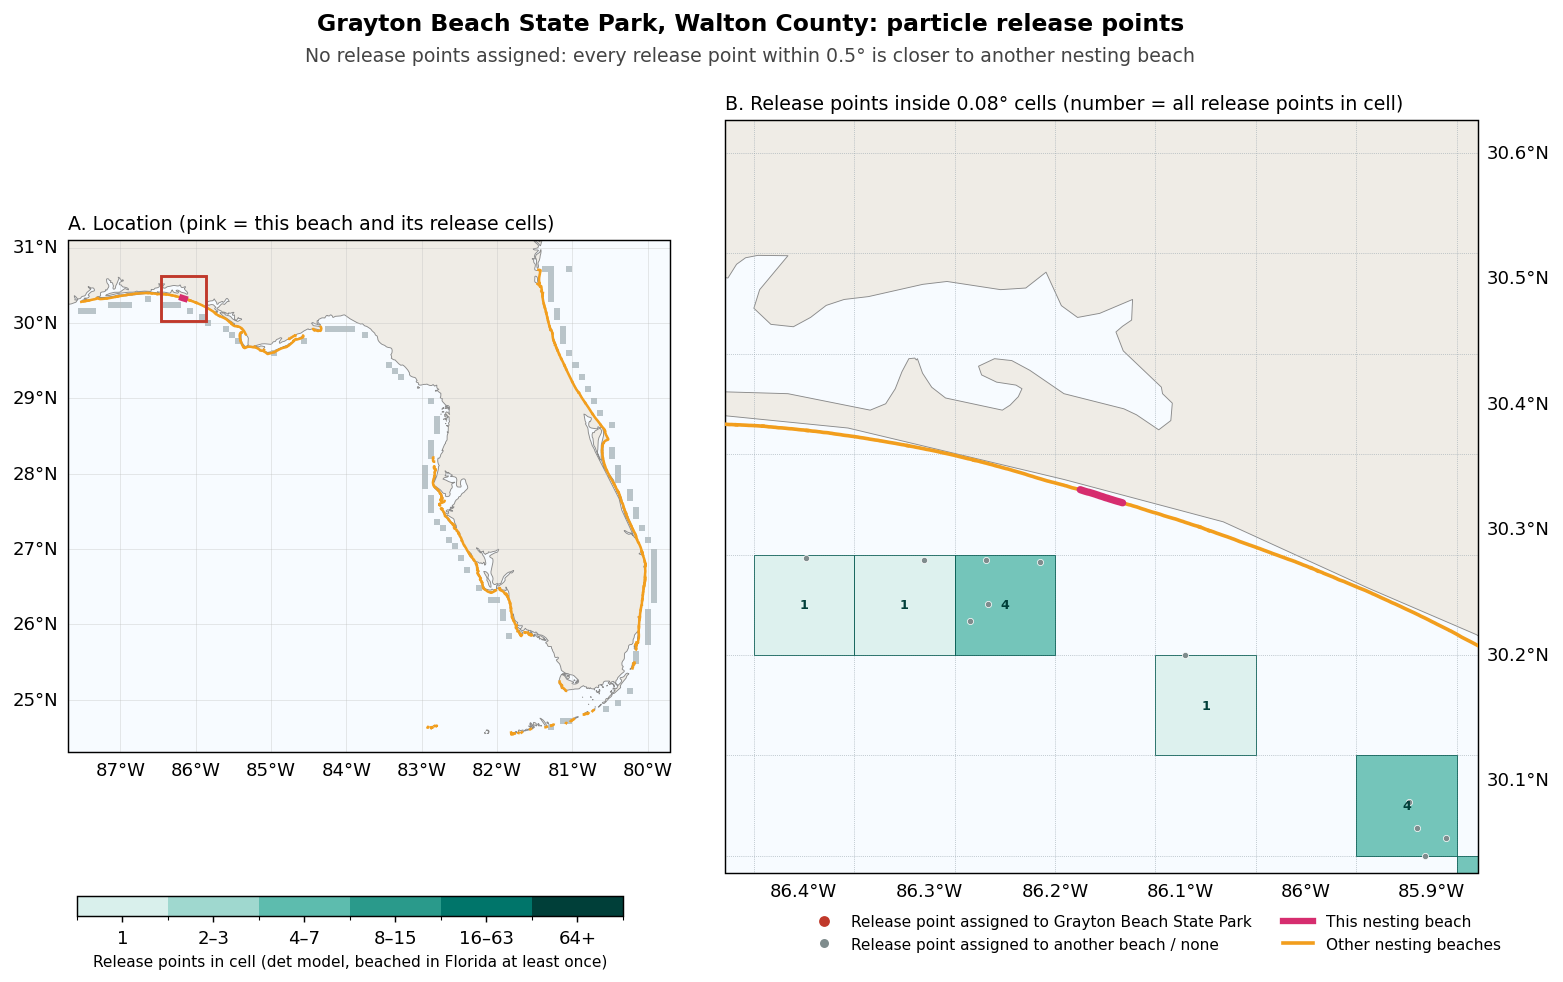 Grayton Beach State Park, Walton County: particle release points
No release points assigned: every release point within 0.5° is closer to another nesting beach
A. Location (pink = this beach and its release cells)
31°N
30°N
29°N
28°N
27°N
26°N
25°N
87°W 86°W 85°W 84°W 83°W 82°W 81°W 80°W
1 2–3 4–7 8–15 16–63 64+
Release points in cell (det model, beached in Florida at least once)
B. Release points inside 0.08° cells (number = all release points in cell)
30.6°N
30.5°N
30.4°N
30.3°N
1 1 4
30.2°N
1
30.1°N
4
86.4°W 86.3°W 86.2°W 86.1°W 86°W 85.9°W
Release point assigned to Grayton Beach State Park
Release point assigned to another beach / none
This nesting beach
Other nesting beaches